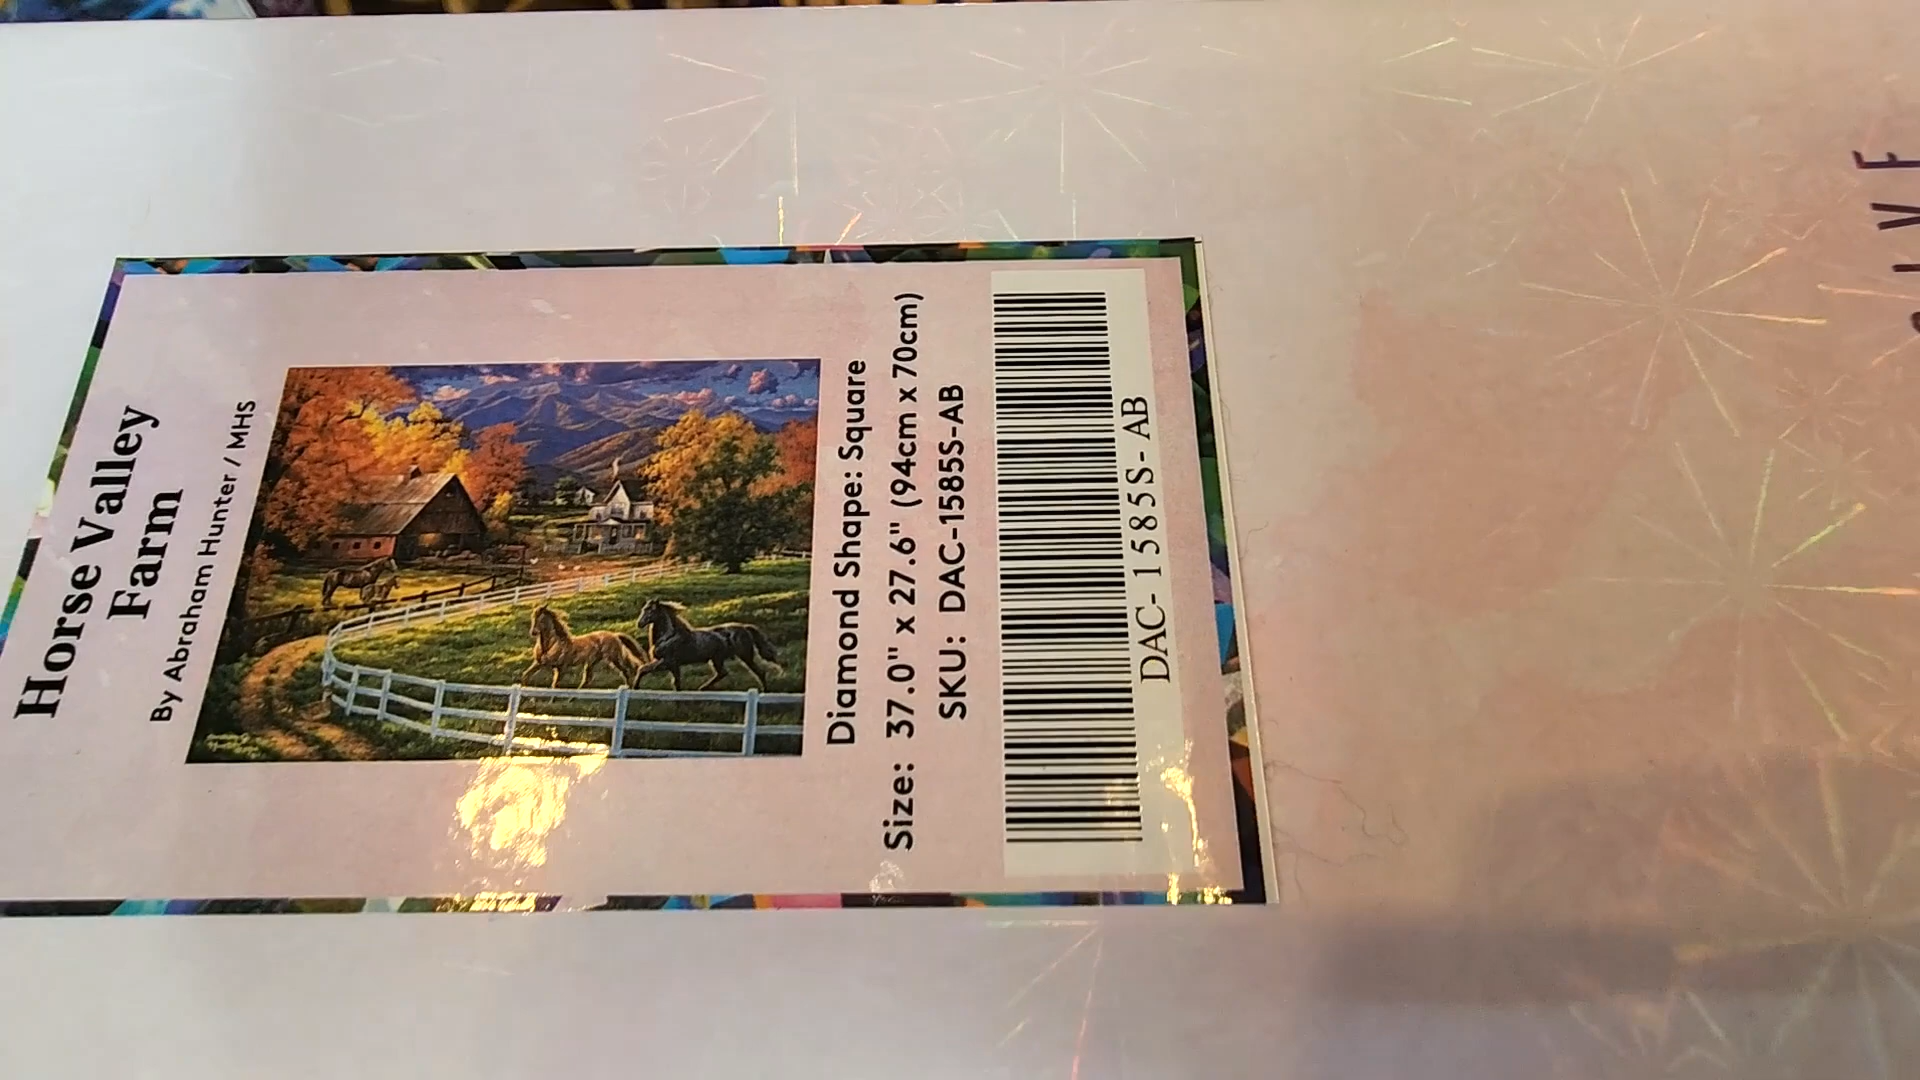 Horse Valley
Farm
By Abraham Hunter / MHS
Diamond Shape: Square
Size: 37.0" x 27.6" (94cm x 70cm)
SKU: DAC-1585S-AB
DAC-1585S-AB